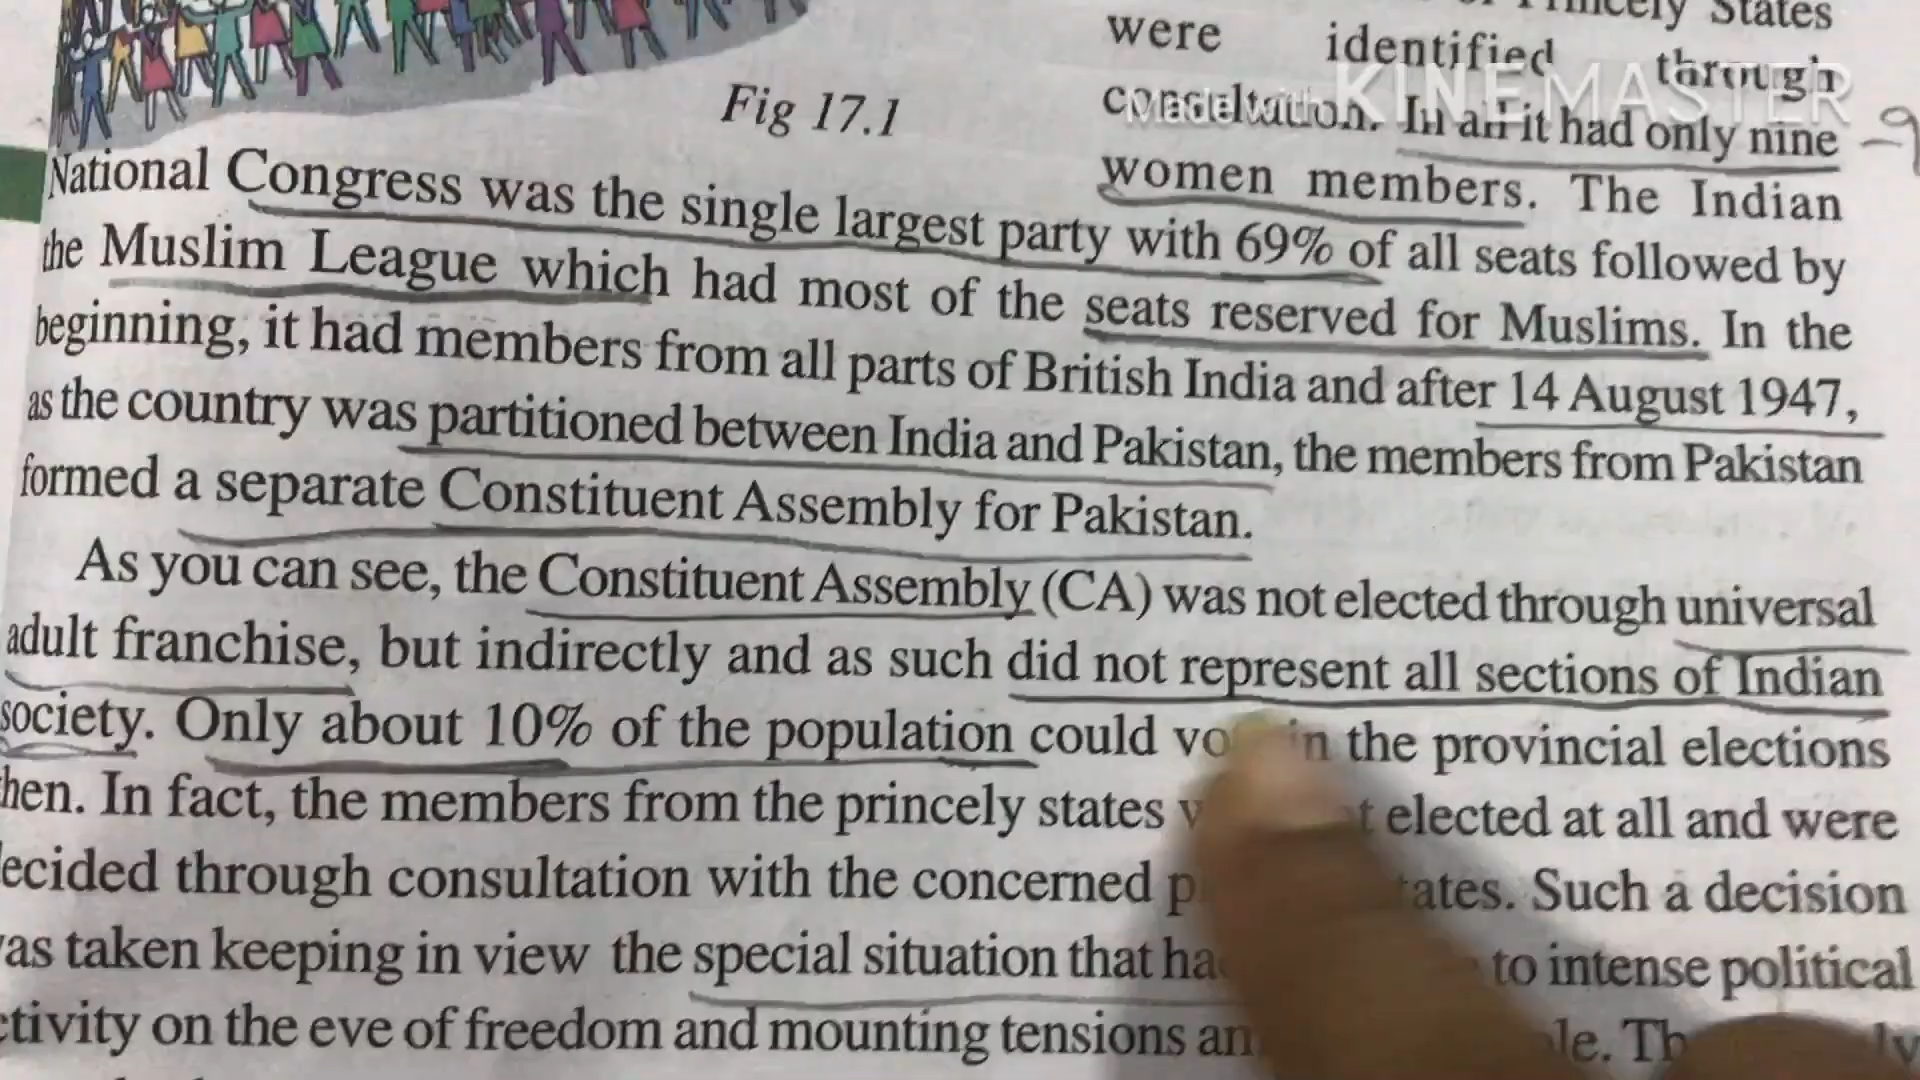 Princely States
were identified through
consultation. In all it had only nine
women members. The Indian
Made with KINEMASTER
9
Fig 17.1
National Congress was the single largest party with 69% of all seats followed by
the Muslim League which had most of the seats reserved for Muslims. In the
beginning, it had members from all parts of British India and after 14 August 1947,
as the country was partitioned between India and Pakistan, the members from Pakistan
formed a separate Constituent Assembly for Pakistan.
As you can see, the Constituent Assembly (CA) was not elected through universal
adult franchise, but indirectly and as such did not represent all sections of Indian
society. Only about 10% of the population could in the provincial elections
hen. In fact, the members from the princely states elected at all and were
ecided through consultation with the concerned ates. Such a decision
as taken keeping in view the special situation that to intense political
tivity on the eve of freedom and mounting tensions